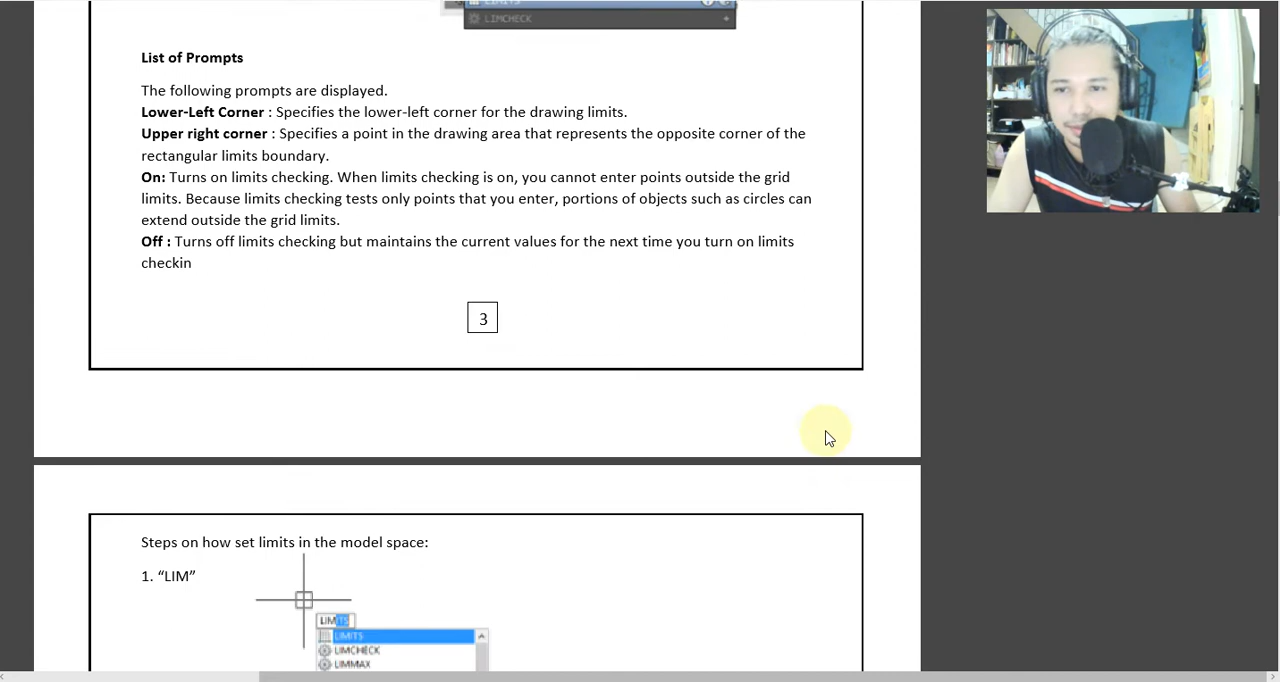 LIMITS
LIMCHECK
List of Prompts
The following prompts are displayed.
Lower-Left Corner : Specifies the lower-left corner for the drawing limits.
Upper right corner : Specifies a point in the drawing area that represents the opposite corner of the
rectangular limits boundary.
On: Turns on limits checking. When limits checking is on, you cannot enter points outside the grid
limits. Because limits checking tests only points that you enter, portions of objects such as circles can
extend outside the grid limits.
Off : Turns off limits checking but maintains the current values for the next time you turn on limits
checkin
3
Steps on how set limits in the model space:
1. “LIM”
LIMITS
LIMITS
LIMCHECK
LIMMAX